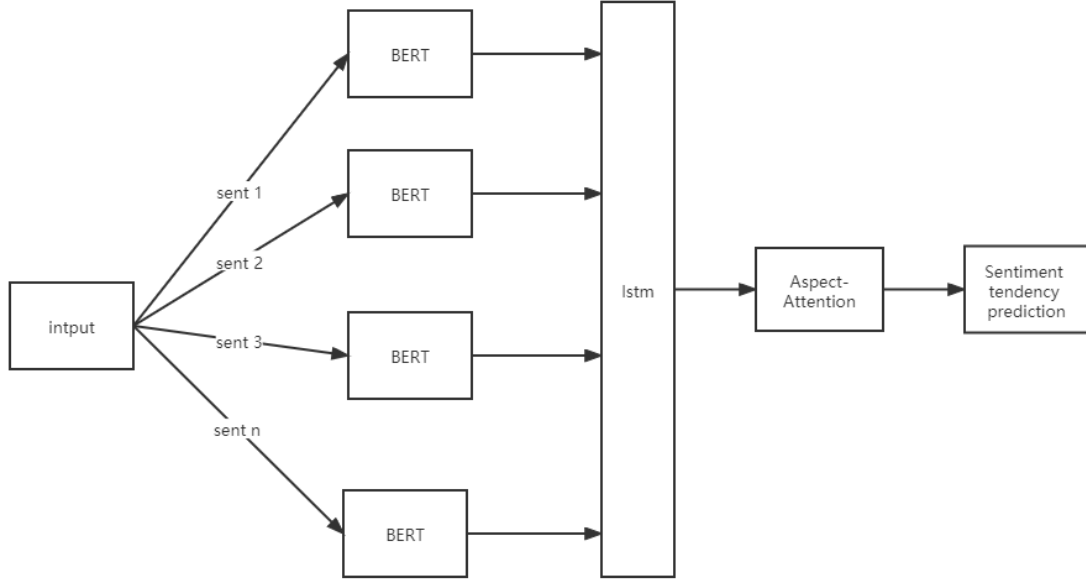 intput
sent 1
sent 2
sent 3
sent n
BERT
BERT
BERT
BERT
lstm
Aspect-
Attention
Sentiment
tendency
prediction